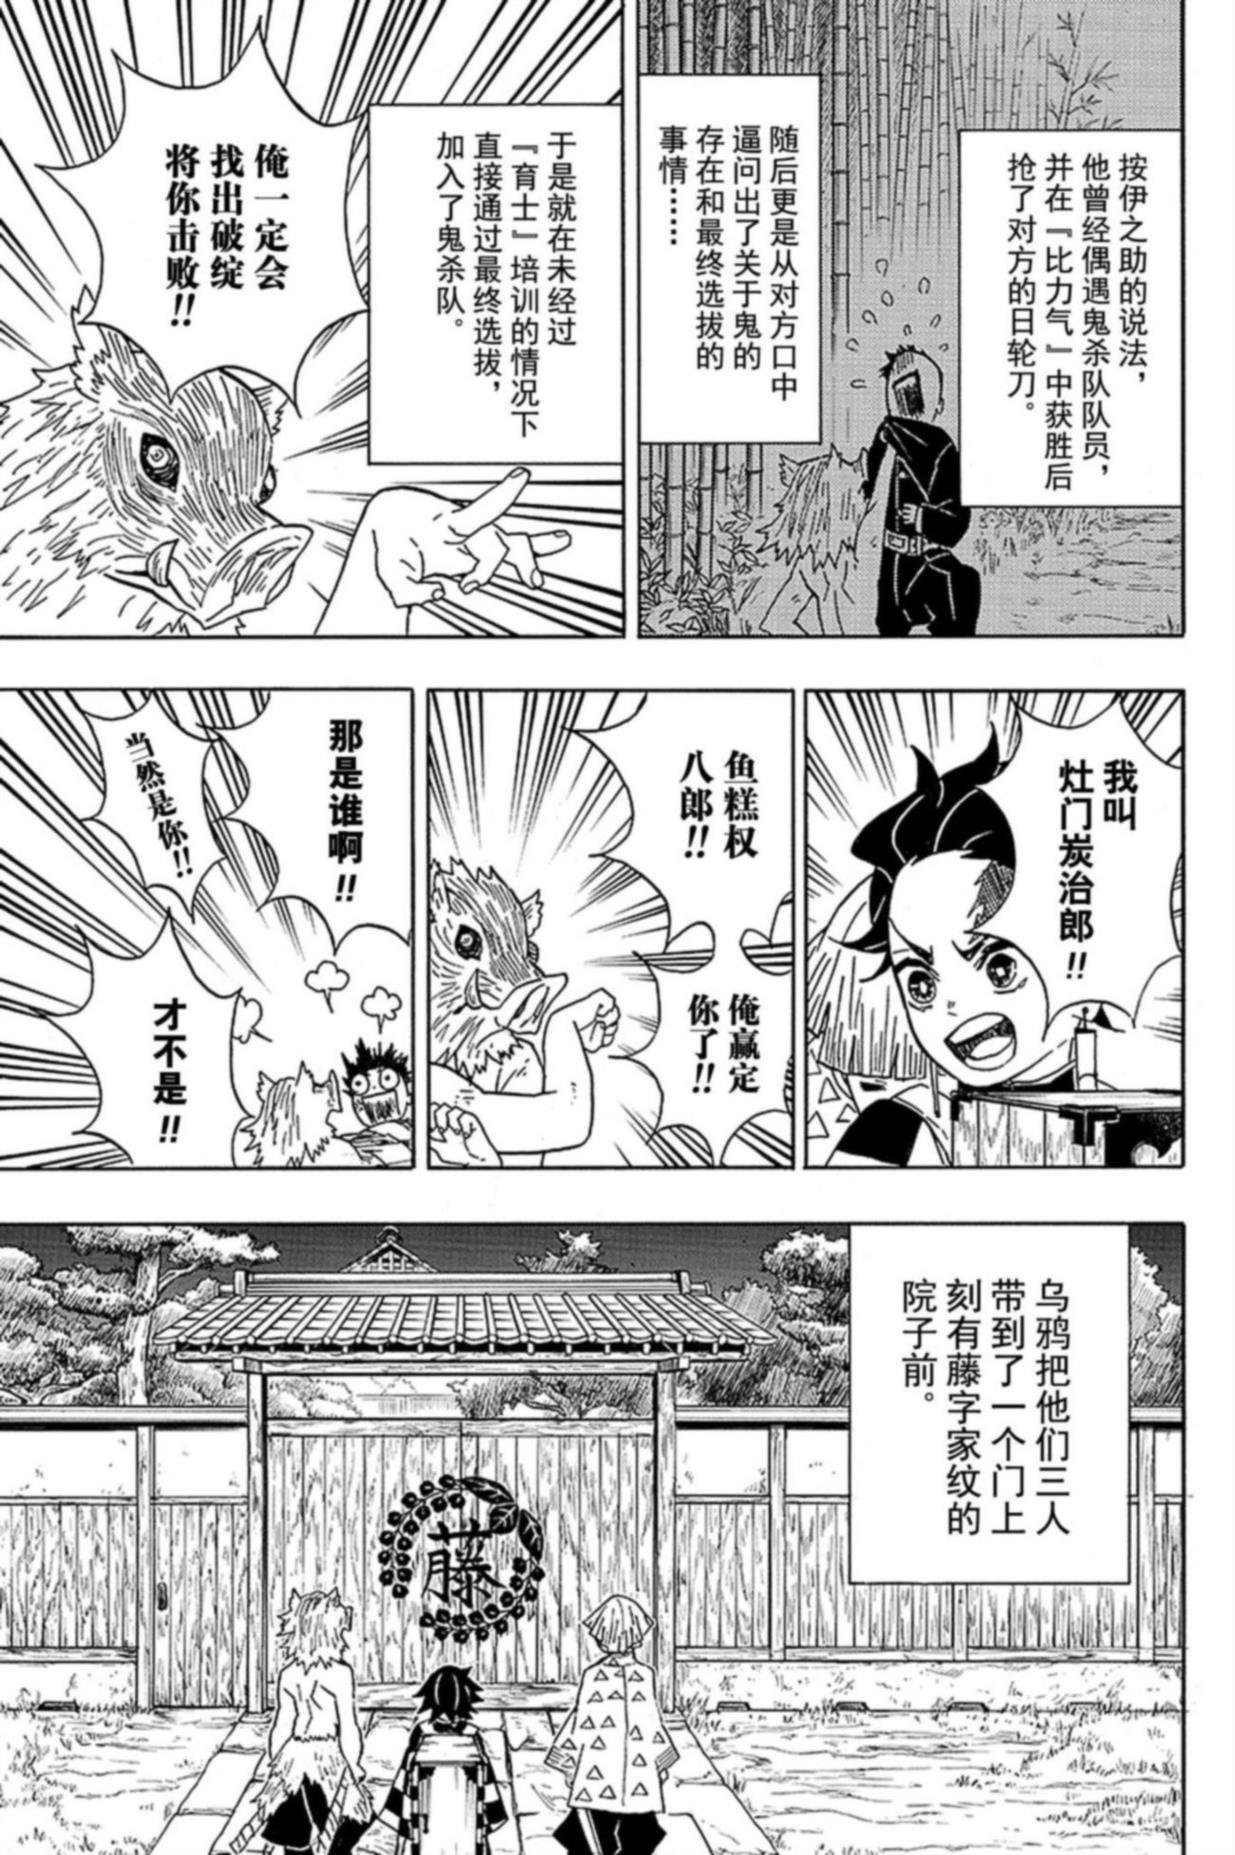 按伊之助的说法，
他曾经偶遇鬼杀队队员，
并在『比力气』中获胜后
抢了对方的日轮刀。
随后更是从对方口中
逼问出了关于鬼的
存在和最终选拔的
事情……
于是就在未经过
『育士』培训的情况下
直接通过最终选拔，
加入了鬼杀队。
俺一定会
找出破绽
将你击败!!
我叫
灶门炭治郎!!
鱼糕权
八郎!!
俺赢定
你了!!
那是谁啊!!
当然是你!!
才不是!!
乌鸦把他们三人
带到了一个门上
刻有藤字家纹的
院子前。
藤